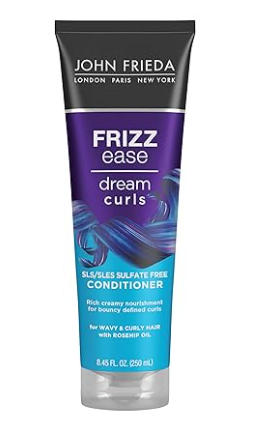 JOHN FRIEDA
LONDON PARIS NEW YORK
FRIZZ
ease
dream
curls
SLS/SLES SULFATE FREE
CONDITIONER
Rich creamy nourishment
for bouncy defined curls
for WAVY & CURLY HAIR
with ROSEHIP OIL
8.45 FL. OZ. (250 mL)